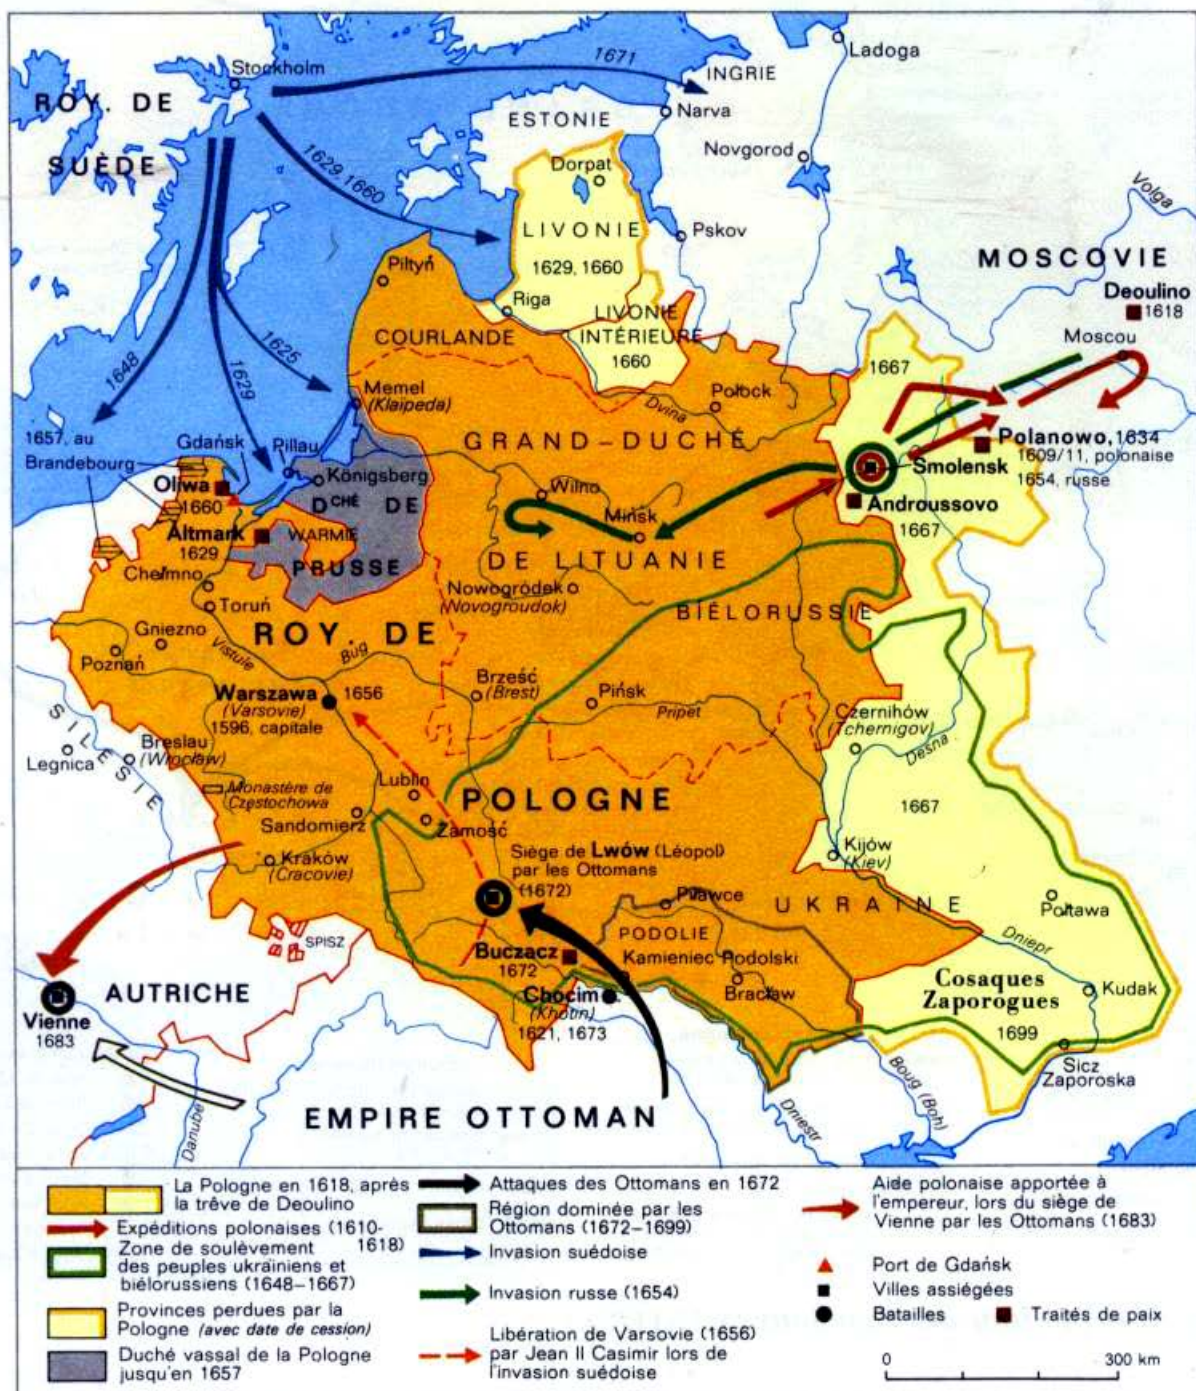 Stockholm
1671
INGRIE
Ladoga
ROY. DE
SUÈDE
ESTONIE
Narva
Novgorod
Dorpat
1629, 1660
Volga
LIVONIE
1629, 1660
Pskov
MOSCOVIE
Piltyń
Riga
LIVONIE
INTÉRIEURE
1660
Deoulino
1618
Moscou
COURLANDE
1648
1629
1625
1667
Memel
(Klaipeda)
Dvina
Połock
1657, au
Brandebourg
Gdańsk
Pillau
Königsberg
GRAND-DUCHÉ
Polanowo, 1634
1609/11, polonaise
1654, russe
Smolensk
Oliwa
1660
DCHÉ DE
Wilno
Androussovo
1667
Altmark
1629
WARMIE
PRUSSE
Mińsk
DE LITUANIE
Chełmno
Toruń
Nowogródek
(Novogroudok)
BIÉLORUSSIE
Gniezno
ROY. DE
Poznań
Vistule
Bug
Warszawa
(Varsovie)
1596, capitale
1656
Brześć
(Brest)
Pińsk
Pripet
Czernihów
(Tchernigov)
Desna
SILÉSIE
Legnica
Breslau
(Wrocław)
Monastère de
Częstochowa
Lublin
POLOGNE
1667
Sandomierz
Zamość
Kijów
(Kiev)
Kraków
(Cracovie)
Siège de Lwów (Léopol)
par les Ottomans
(1672)
Piławce
UKRAINE
Połtawa
SPISZ
PODOLIE
Dniepr
Buczacz
1672
Kamieniec Podolski
Bracław
Cosaques
Zaporogues
1699
Kudak
AUTRICHE
Chocim
(Khotin)
1621, 1673
Vienne
1683
Sicz
Zaporoska
Boug (Boh)
Dniestr
Danube
EMPIRE OTTOMAN
La Pologne en 1618, après
la trêve de Deoulino
Expéditions polonaises (1610-
1618)
Zone de soulèvement
des peuples ukrainiens et
biélorussiens (1648–1667)
Provinces perdues par la
Pologne (avec date de cession)
Duché vassal de la Pologne
jusqu'en 1657
Attaques des Ottomans en 1672
Région dominée par les
Ottomans (1672–1699)
Invasion suédoise
Invasion russe (1654)
Libération de Varsovie (1656)
par Jean II Casimir lors de
l'invasion suédoise
Aide polonaise apportée à
l'empereur, lors du siège de
Vienne par les Ottomans (1683)
Port de Gdańsk
Villes assiégées
Batailles
Traités de paix
0 300 km